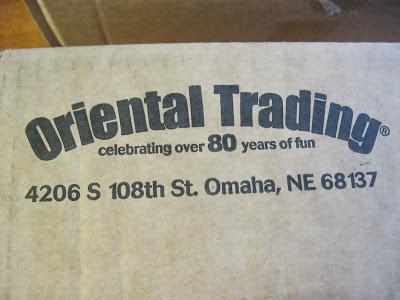 Oriental Trading®
celebrating over 80 years of fun
4206 S 108th St. Omaha, NE 68137